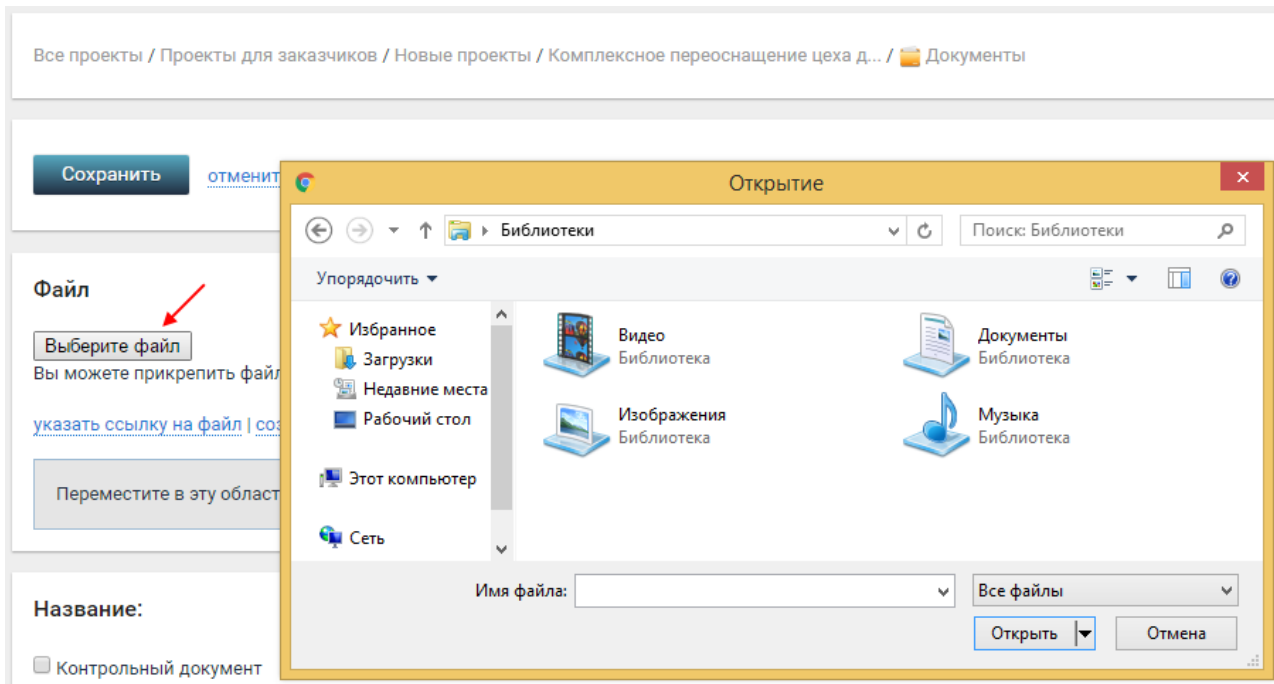 Все проекты / Проекты для заказчиков / Новые проекты / Комплексное переоснащение цеха д... / Документы
Сохранить
отменит
Файл
Выберите файл
Вы можете прикрепить файл
указать ссылку на файл | соз
Переместите в эту област
Название:
Контрольный документ
Открытие
Библиотеки
Поиск: Библиотеки
Упорядочить
Избранное
Загрузки
Недавние места
Рабочий стол
Этот компьютер
Сеть
Видео
Библиотека
Документы
Библиотека
Изображения
Библиотека
Музыка
Библиотека
Имя файла:
Все файлы
Открыть
Отмена